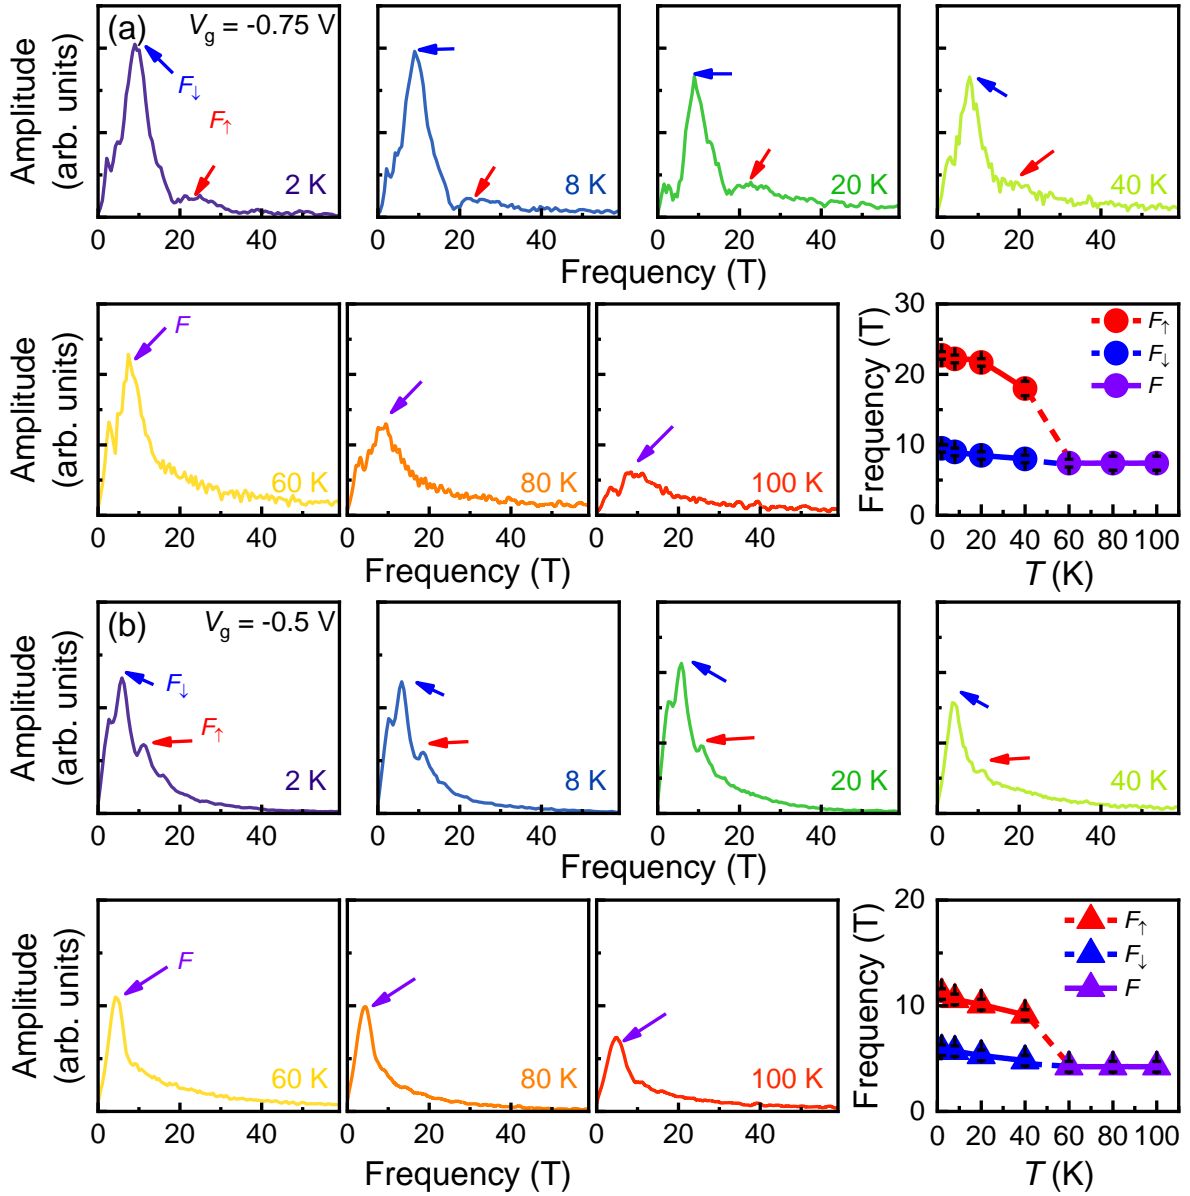 (a) V_g = -0.75 V
Amplitude
(arb. units)
F↓
F↑
2 K
8 K
20 K
40 K
0 20 40
0 20 40
0 20 40
0 20 40
Frequency (T)
Amplitude
(arb. units)
F
60 K
80 K
100 K
0 20 40
0 20 40
0 20 40
Frequency (T)
Frequency (T)
30
20
10
0
F↑
F↓
F
0 20 40 60 80 100
T (K)
(b) V_g = -0.5 V
Amplitude
(arb. units)
F↓
F↑
2 K
8 K
20 K
40 K
0 20 40
0 20 40
0 20 40
0 20 40
Frequency (T)
Amplitude
(arb. units)
F
60 K
80 K
100 K
0 20 40
0 20 40
0 20 40
Frequency (T)
Frequency (T)
20
10
0
F↑
F↓
F
0 20 40 60 80 100
T (K)